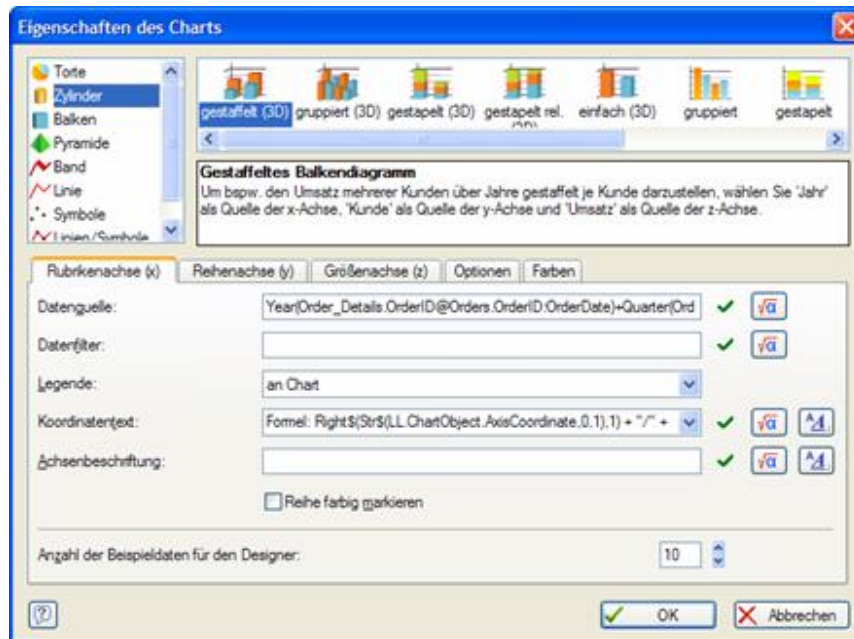 Eigenschaften des Charts
Torte
Zylinder
Balken
Pyramide
Band
Linie
Symbole
Linien/Symbole
gestaffelt (3D) gruppiert (3D) gestapelt (3D) gestapelt rel. (3D) einfach (3D) gruppiert gestapelt
Gestaffeltes Balkendiagramm
Um bspw. den Umsatz mehrerer Kunden über Jahre gestaffelt je Kunde darzustellen, wählen Sie 'Jahr'
als Quelle der x-Achse, 'Kunde' als Quelle der y-Achse und 'Umsatz' als Quelle der z-Achse.
Rubrikenachse (x) Reihenachse (y) Größenachse (z) Optionen Farben
Datenquelle: Year(Order_Details.OrderID@Orders.OrderID:OrderDate)+Quarter(Ord
Datenfilter:
Legende: an Chart
Koordinatentext: Formel: Right$(Str$(LL.ChartObject.AxisCoordinate,0,1),1) + "/" +
Achsenbeschriftung:
Reihe farbig markieren
Anzahl der Beispieldaten für den Designer: 10
OK Abbrechen